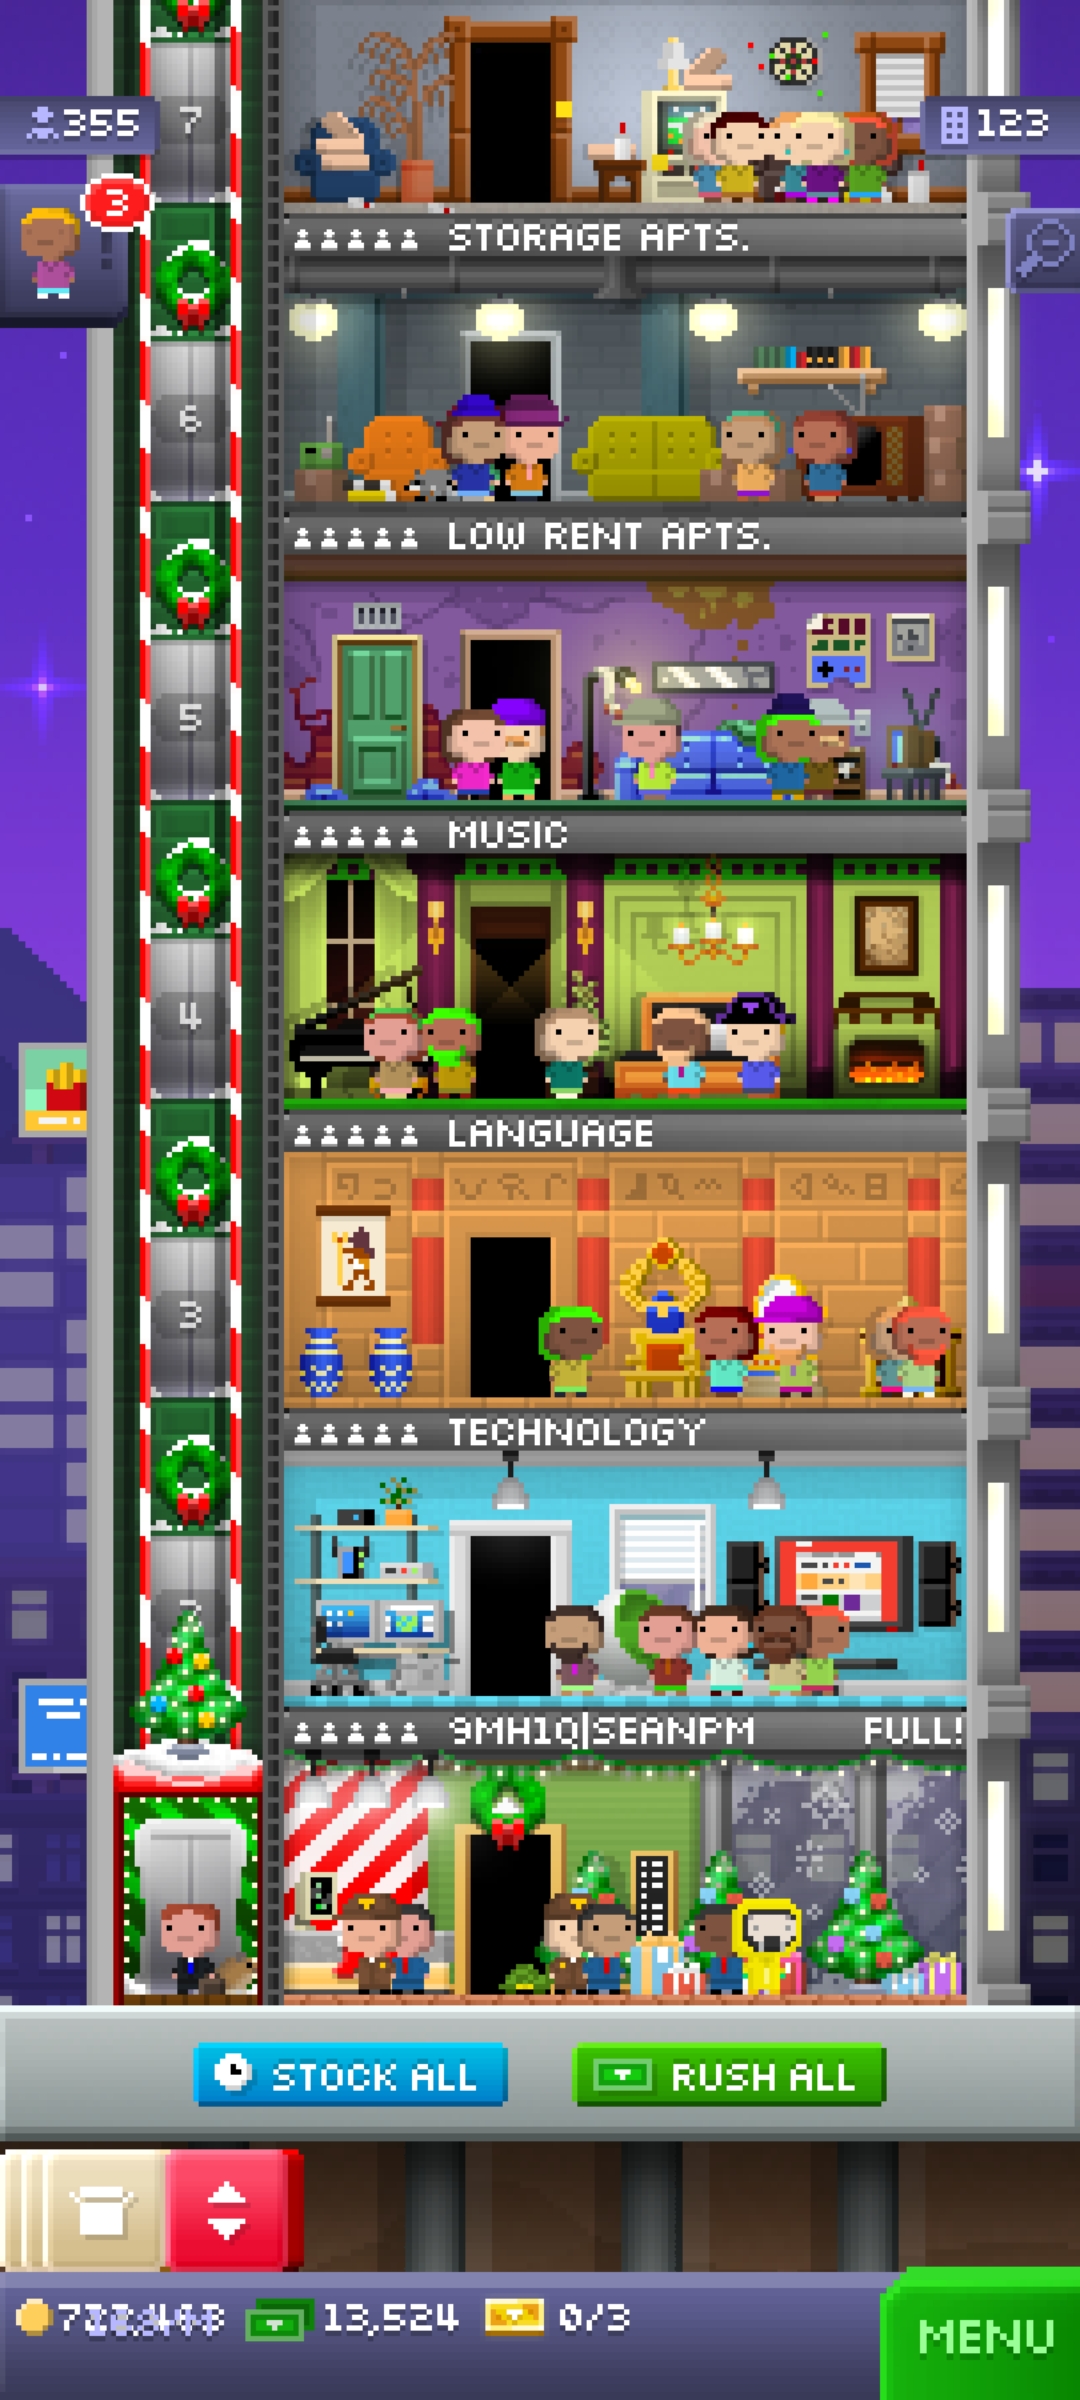 7
355
123
3
STORAGE APTS.
6
LOW RENT APTS.
5
MUSIC
4
LANGUAGE
3
TECHNOLOGY
9MH1Q|SEANPM FULL!
STOCK ALL
RUSH ALL
13,524
0/3
MENU